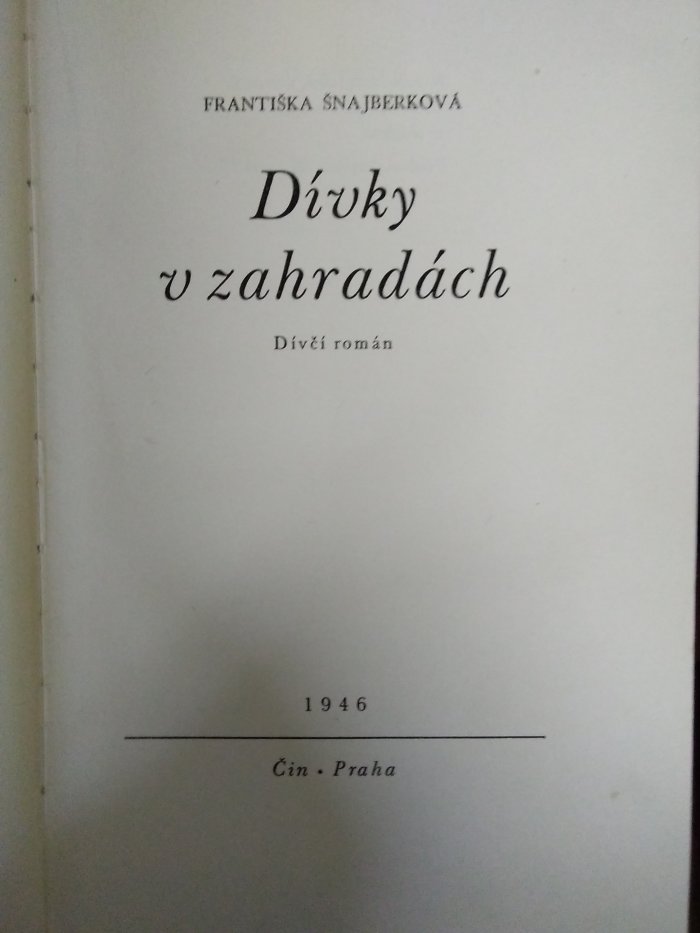 FRANTIŠKA ŠNAJBERKOVÁ
Dívky
v zahradách
Dívčí román
1946
Čin • Praha